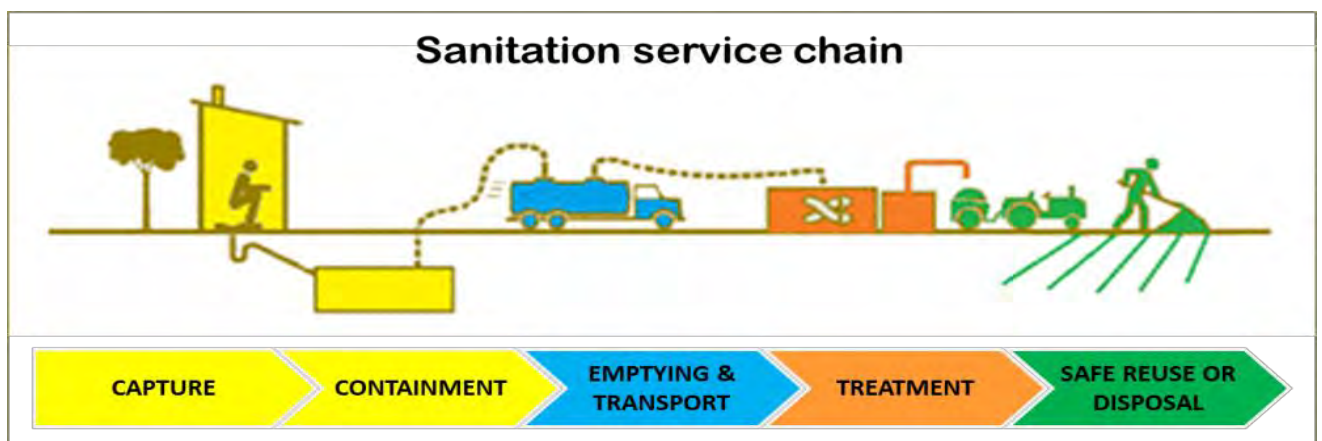 Sanitation service chain
CAPTURE
CONTAINMENT
EMPTYING &
TRANSPORT
TREATMENT
SAFE REUSE OR
DISPOSAL